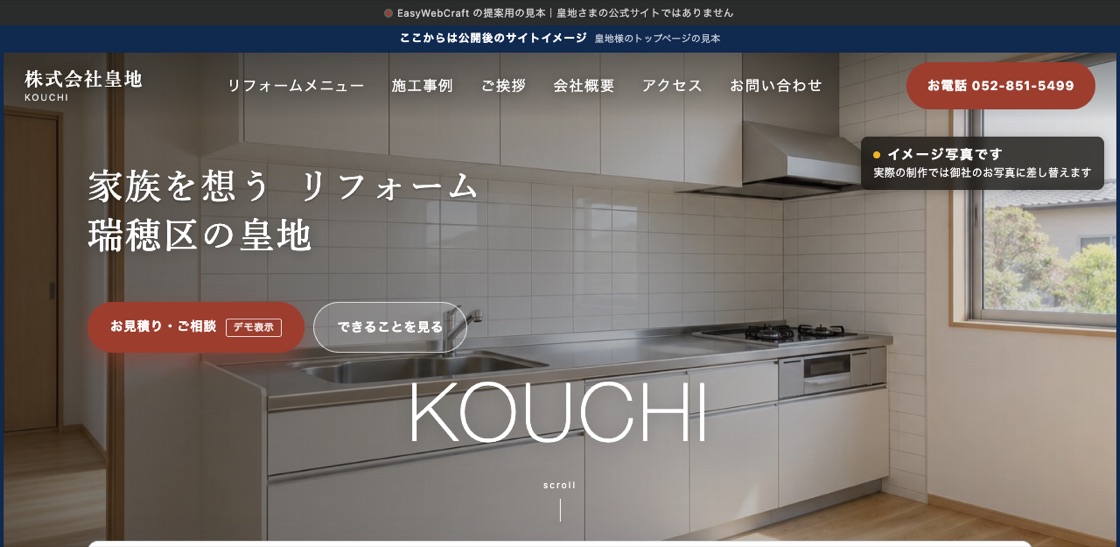 EasyWebCraft の提案用の見本｜皇地さまの公式サイトではありません
ここからは公開後のサイトイメージ 皇地様のトップページの見本
株式会社皇地
KOUCHI
リフォームメニュー 施工事例 ご挨拶 会社概要 アクセス お問い合わせ
お電話 052-851-5499
イメージ写真です
実際の制作では御社のお写真に差し替えます
家族を想う リフォーム
瑞穂区の皇地
お見積り・ご相談 デモ表示 できることを見る
KOUCHI
scroll